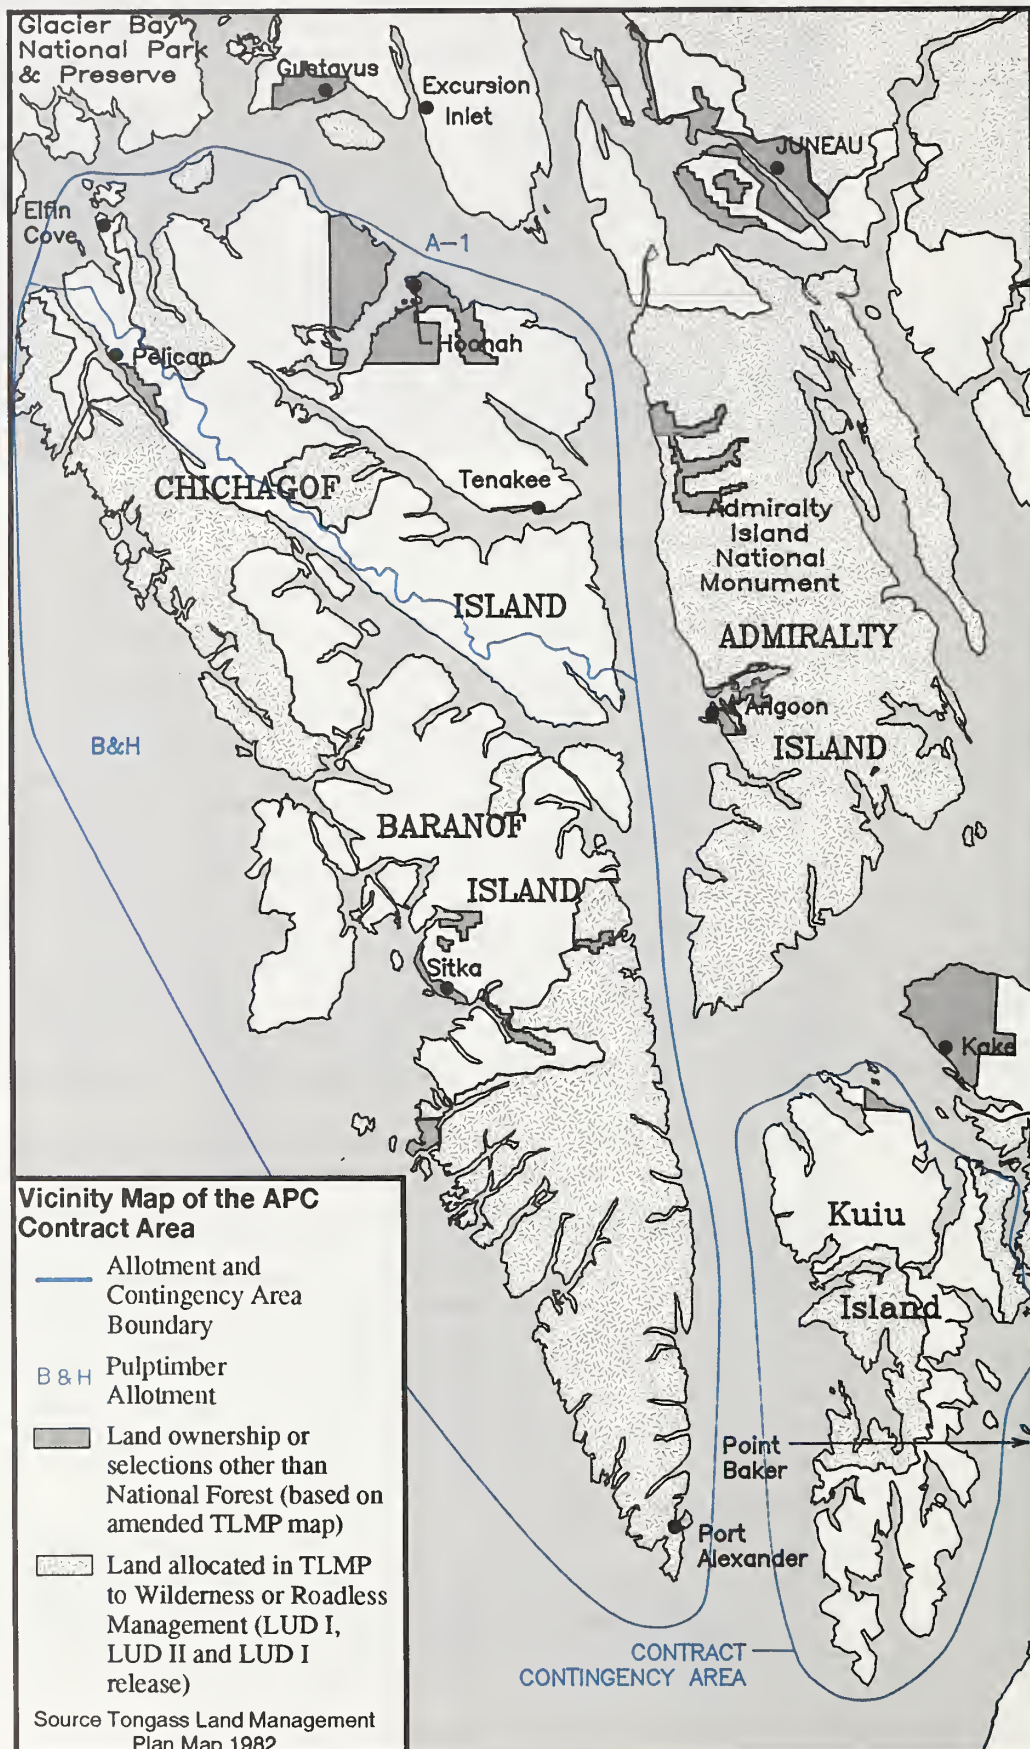 Glacier Bay
National Park
& Preserve
Gustavus
Excursion
Inlet
JUNEAU
Elfin
Cove
A-1
Hoonah
Pelican
CHICHAGOF
Tenakee
Admiralty
Island
National
Monument
ISLAND
ADMIRALTY
Angoon
ISLAND
B&H
BARANOF
ISLAND
Sitka
Kake
Kuiu
Island
Point
Baker
Port
Alexander
CONTRACT
CONTINGENCY AREA
Vicinity Map of the APC
Contract Area
Allotment and
Contingency Area
Boundary
B & H Pulptimber
Allotment
Land ownership or
selections other than
National Forest (based on
amended TLMP map)
Land allocated in TLMP
to Wilderness or Roadless
Management (LUD I,
LUD II and LUD I
release)
Source Tongass Land Management
Plan Map 1982